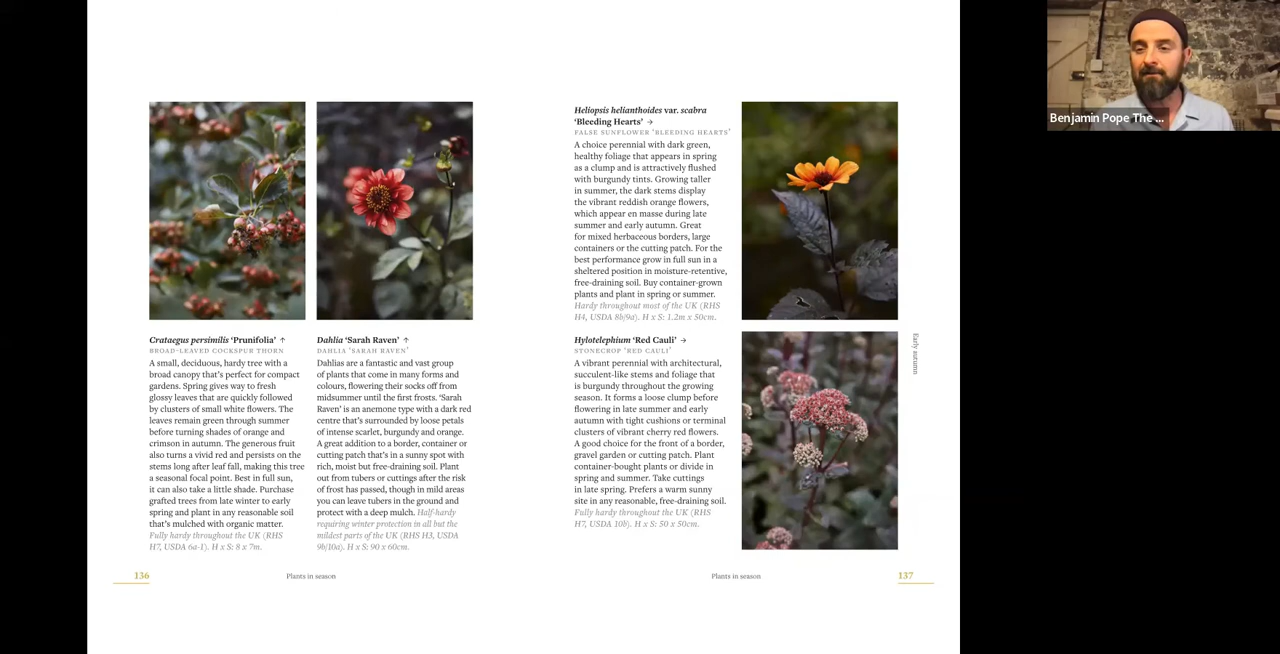 Crataegus persimilis ‘Prunifolia’ ↑
BROAD-LEAVED COCKSPUR THORN
A small, deciduous, hardy tree with a
broad canopy that’s perfect for compact
gardens. Spring gives way to fresh
glossy leaves that are quickly followed
by clusters of small white flowers. The
leaves remain green through summer
before turning shades of orange and
crimson in autumn. The generous fruit
also turns a vivid red and persists on the
stems long after leaf fall, making this tree
a seasonal focal point. Best in full sun,
it can also take a little shade. Purchase
grafted trees from late winter to early
spring and plant in any reasonable soil
that’s mulched with organic matter.
Fully hardy throughout the UK (RHS
H7, USDA 6a-1). H x S: 8 x 7m.
Dahlia ‘Sarah Raven’ ↑
DAHLIA ‘SARAH RAVEN’
Dahlias are a fantastic and vast group
of plants that come in many forms and
colours, flowering their socks off from
midsummer until the first frosts. ‘Sarah
Raven’ is an anemone type with a dark red
centre that’s surrounded by loose petals
of intense scarlet, burgundy and orange.
A great addition to a border, container or
cutting patch that’s in a sunny spot with
rich, moist but free-draining soil. Plant
out from tubers or cuttings after the risk
of frost has passed, though in mild areas
you can leave tubers in the ground and
protect with a deep mulch. Half-hardy
requiring winter protection in all but the
mildest parts of the UK (RHS H3, USDA
9b/10a). H x S: 90 x 60cm.
136
Plants in season
Heliopsis helianthoides var. scabra
‘Bleeding Hearts’ →
FALSE SUNFLOWER ‘BLEEDING HEARTS’
A choice perennial with dark green,
healthy foliage that appears in spring
as a clump and is attractively flushed
with burgundy tints. Growing taller
in summer, the dark stems display
the vibrant reddish orange flowers,
which appear en masse during late
summer and early autumn. Great
for mixed herbaceous borders, large
containers or the cutting patch. For the
best performance grow in full sun in a
sheltered position in moisture-retentive,
free-draining soil. Buy container-grown
plants and plant in spring or summer.
Hardy throughout most of the UK (RHS
H4, USDA 8b/9a). H x S: 1.2m x 50cm.
Hylotelephium ‘Red Cauli’ →
STONECROP ‘RED CAULI’
A vibrant perennial with architectural,
succulent-like stems and foliage that
is burgundy throughout the growing
season. It forms a loose clump before
flowering in late summer and early
autumn with tight cushions or terminal
clusters of vibrant cherry red flowers.
A good choice for the front of a border,
gravel garden or cutting patch. Plant
container-bought plants or divide in
spring and summer. Take cuttings
in late spring. Prefers a warm sunny
site in any reasonable, free-draining soil.
Fully hardy throughout the UK (RHS
H7, USDA 10b). H x S: 50 x 50cm.
Early autumn
Plants in season
137
Benjamin Pope The ...